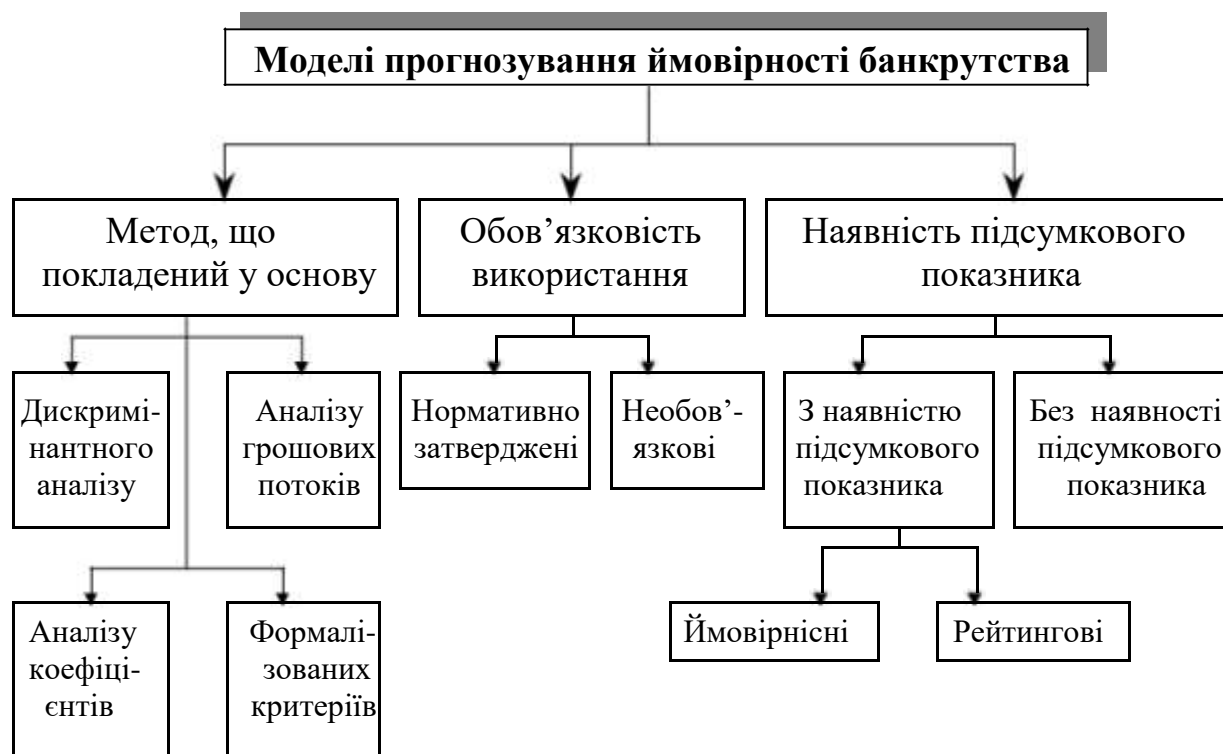 Моделі прогнозування ймовірності банкрутства
Метод, що
покладений у основу
Обов’язковість
використання
Наявність підсумкового
показника
Дискримі-
нантного
аналізу
Аналізу
грошових
потоків
Нормативно
затверджені
Необов’-
язкові
З наявністю
підсумкового
показника
Без наявності
підсумкового
показника
Аналізу
коефіці-
єнтів
Формалі-
зованих
критеріїв
Ймовірнісні
Рейтингові